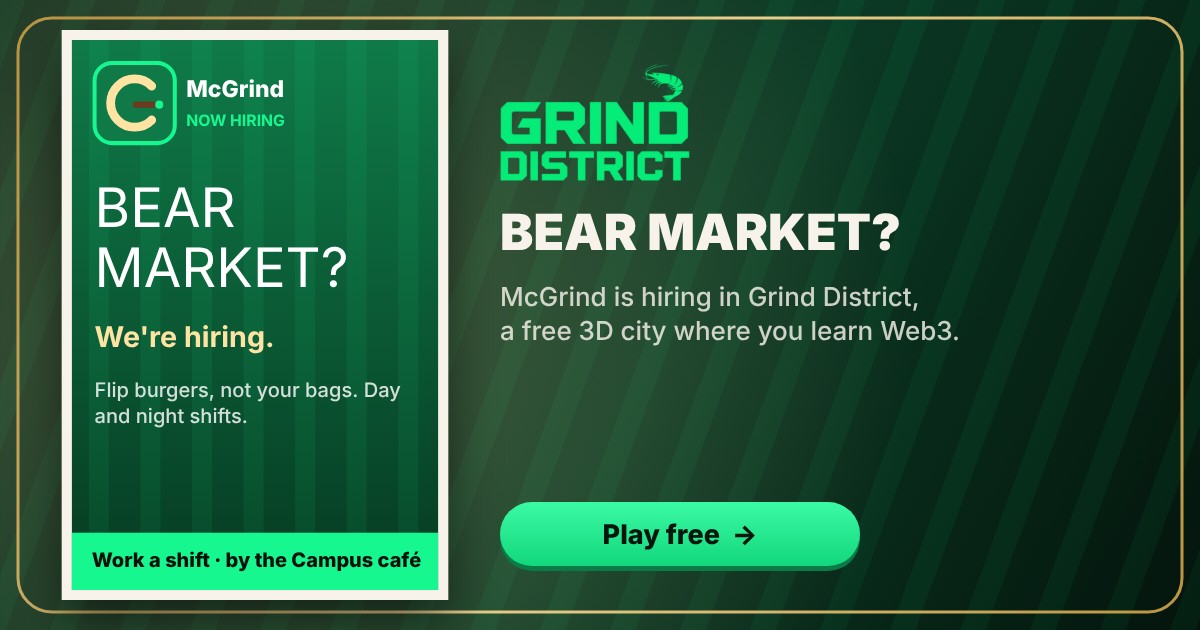 McGrind
NOW HIRING
BEAR
MARKET?
We're hiring.
Flip burgers, not your bags. Day
and night shifts.
Work a shift · by the Campus café
GRIND
DISTRICT
BEAR MARKET?
McGrind is hiring in Grind District,
a free 3D city where you learn Web3.
Play free →